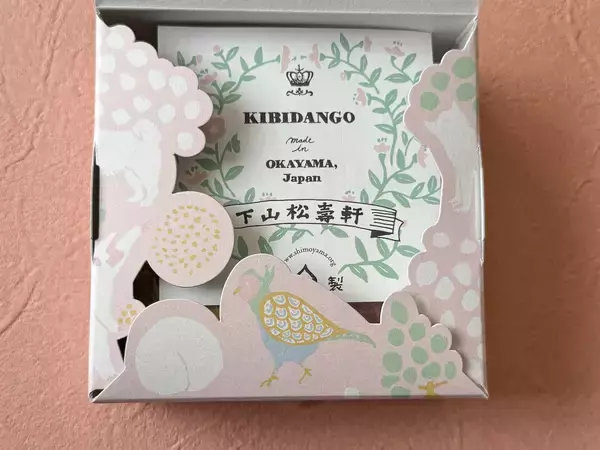 KIBIDANGO
made
in
OKAYAMA,
Japan
下山松壽軒
www.shimoyama.org
製